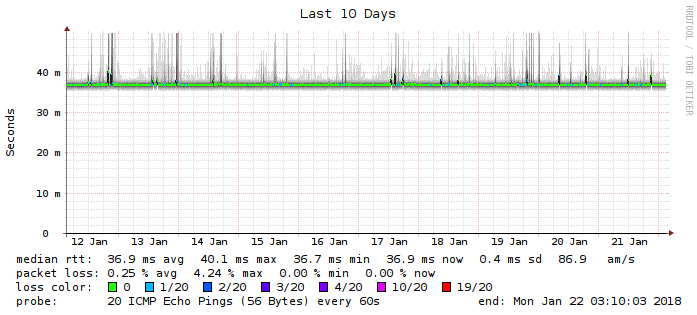 Last 10 Days
RRDTOOL / TOBI OETIKER
Seconds
40 m
30 m
20 m
10 m
0
12 Jan 13 Jan 14 Jan 15 Jan 16 Jan 17 Jan 18 Jan 19 Jan 20 Jan 21 Jan
median rtt: 36.9 ms avg 40.1 ms max 36.7 ms min 36.9 ms now 0.4 ms sd 86.9 am/s
packet loss: 0.25 % avg 4.24 % max 0.00 % min 0.00 % now
loss color: 0 1/20 2/20 3/20 4/20 10/20 19/20
probe: 20 ICMP Echo Pings (56 Bytes) every 60s end: Mon Jan 22 03:10:03 2018